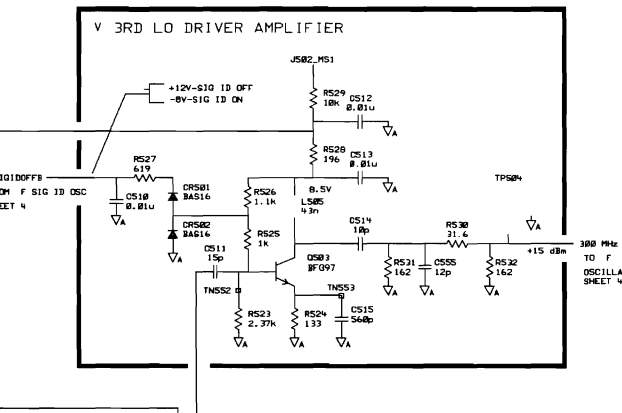 V 3RD LO DRIVER AMPLIFIER
J502_MS1
+12V-SIG ID OFF
-8V-SIG ID ON
R529
10k
C512
0.01u
A
R528
196
C513
0.01u
A
IGIDOFFB
OM F SIG ID OSC
EET 4
R527
619
C510
0.01u
A
CR501
BAS16
CR502
BAS16
A
R526
1.1k
8.5V
L505
43n
TP504
A
R525
1k
C514
10p
R530
31.6
+15 dBm
300 MHz
TO F
OSCILLA
SHEET 4
C511
15P
Q503
BFG97
R531
162
A
C555
12p
A
R532
162
A
TN552
TN553
R523
2.37k
A
R524
133
A
C515
560p
A